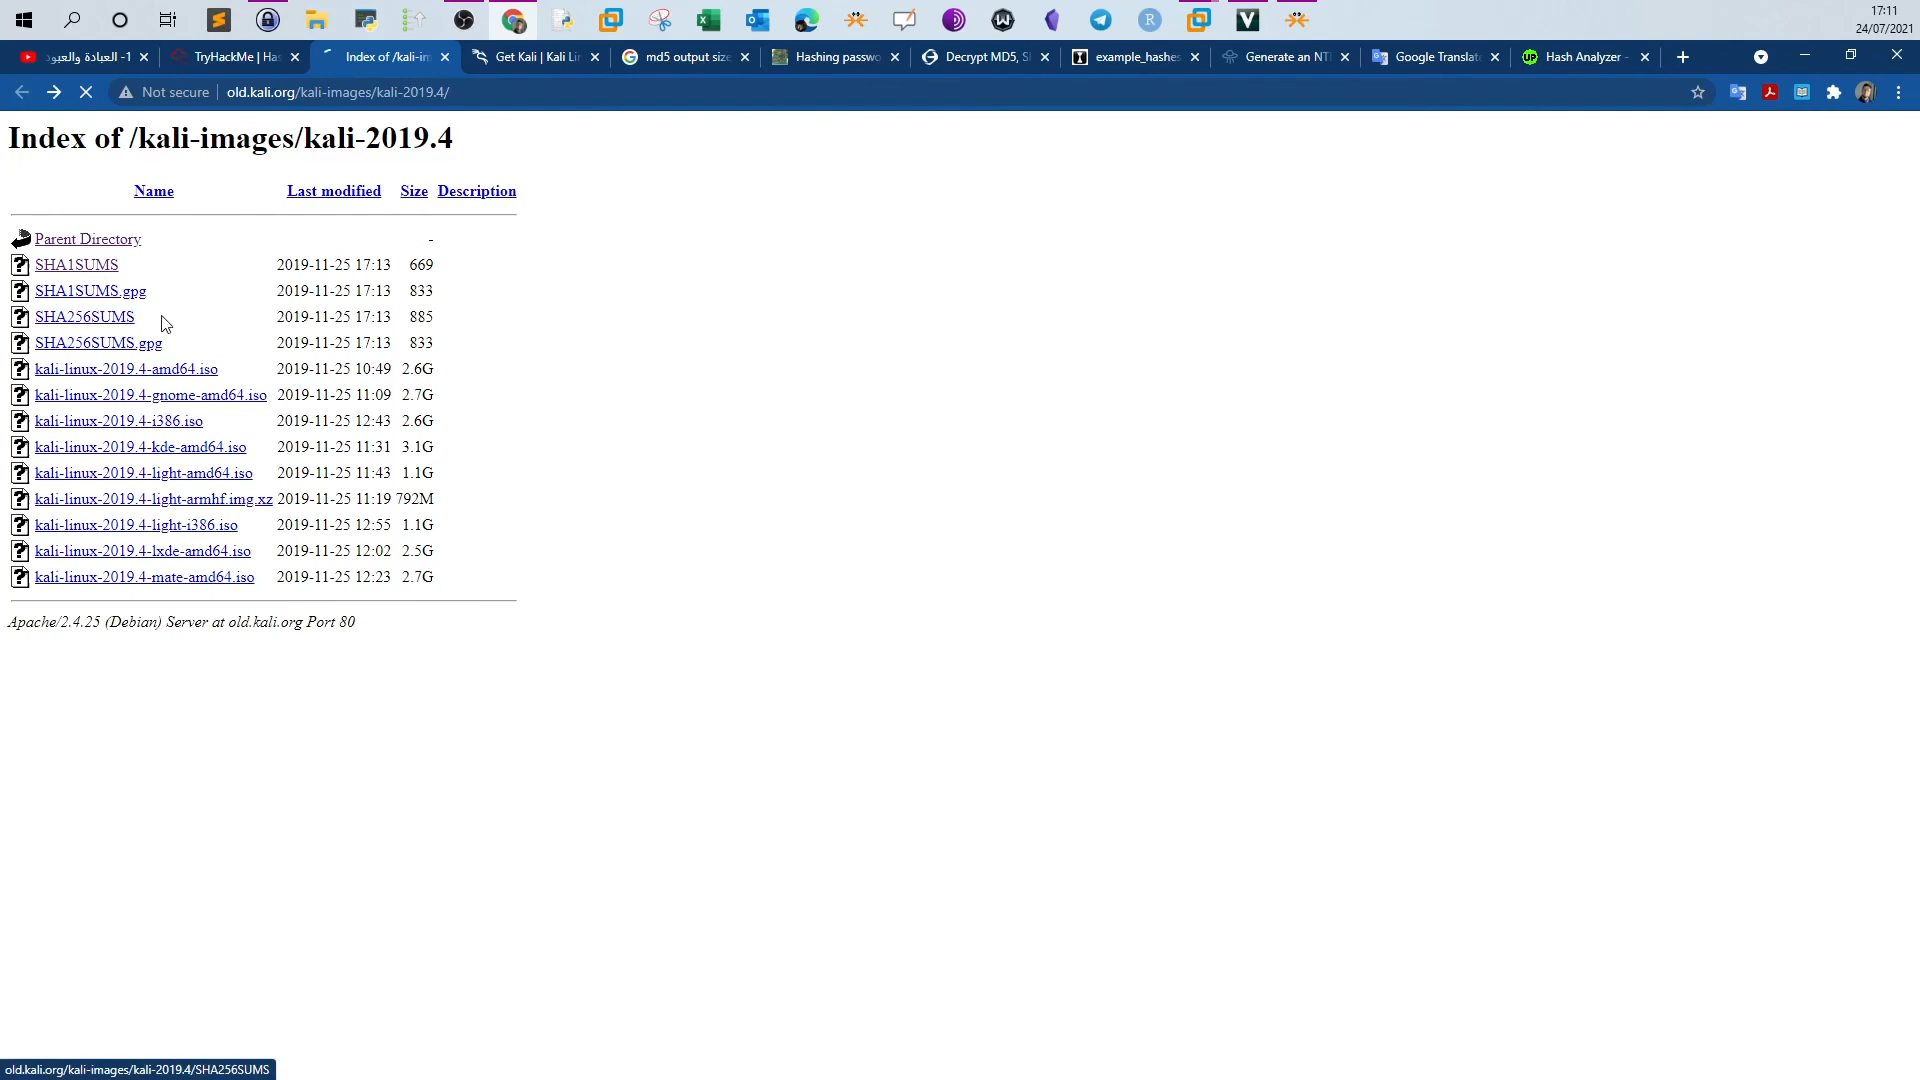 17:11
24/07/2021
1- العبادة والعبود
TryHackMe | Has
Index of /kali-im
Get Kali | Kali Lin
md5 output size
Hashing passwo
Decrypt MD5, S
example_hashes
Generate an NT
Google Translate
Hash Analyzer -
Not secure
old.kali.org/kali-images/kali-2019.4/
Index of /kali-images/kali-2019.4
Name Last modified Size Description
Parent Directory -
SHA1SUMS 2019-11-25 17:13 669
SHA1SUMS.gpg 2019-11-25 17:13 833
SHA256SUMS 2019-11-25 17:13 885
SHA256SUMS.gpg 2019-11-25 17:13 833
kali-linux-2019.4-amd64.iso 2019-11-25 10:49 2.6G
kali-linux-2019.4-gnome-amd64.iso 2019-11-25 11:09 2.7G
kali-linux-2019.4-i386.iso 2019-11-25 12:43 2.6G
kali-linux-2019.4-kde-amd64.iso 2019-11-25 11:31 3.1G
kali-linux-2019.4-light-amd64.iso 2019-11-25 11:43 1.1G
kali-linux-2019.4-light-armhf.img.xz 2019-11-25 11:19 792M
kali-linux-2019.4-light-i386.iso 2019-11-25 12:55 1.1G
kali-linux-2019.4-lxde-amd64.iso 2019-11-25 12:02 2.5G
kali-linux-2019.4-mate-amd64.iso 2019-11-25 12:23 2.7G
Apache/2.4.25 (Debian) Server at old.kali.org Port 80
old.kali.org/kali-images/kali-2019.4/SHA256SUMS